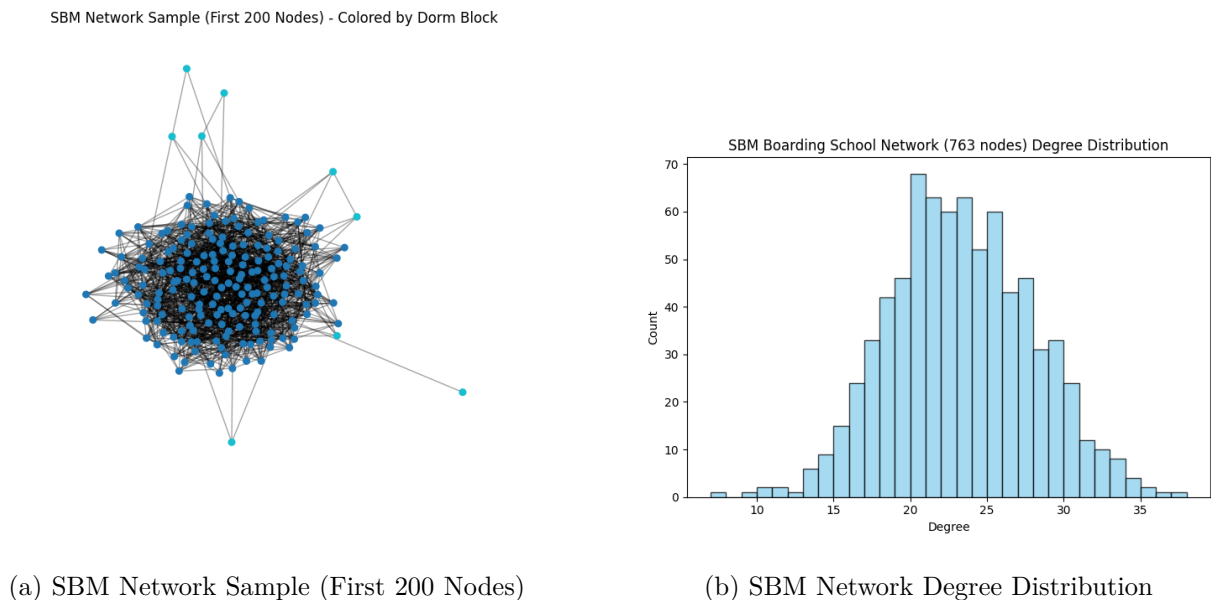 SBM Network Sample (First 200 Nodes) - Colored by Dorm Block
SBM Boarding School Network (763 nodes) Degree Distribution
70
60
50
40
30
20
10
0
Count
10 15 20 25 30 35
Degree
(a) SBM Network Sample (First 200 Nodes)
(b) SBM Network Degree Distribution